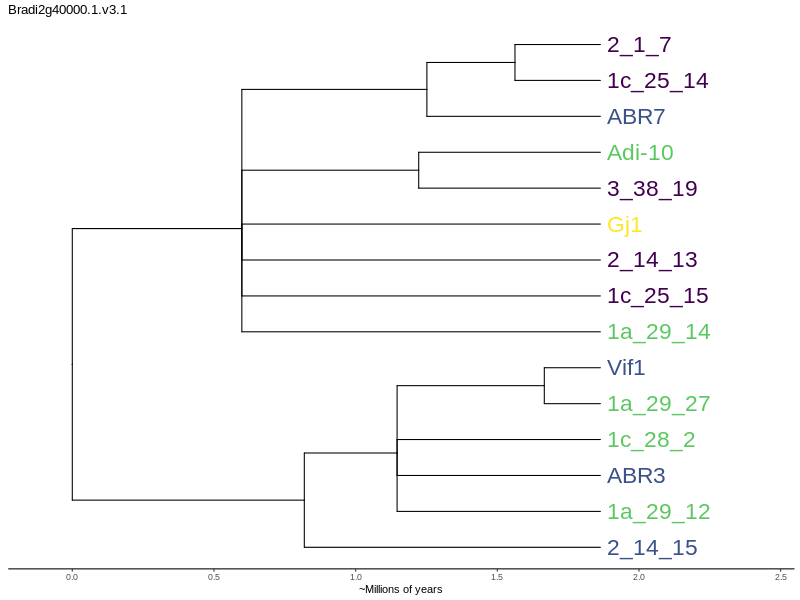 Bradi2g40000.1.v3.1
2_1_7
1c_25_14
ABR7
Adi-10
3_38_19
Gj1
2_14_13
1c_25_15
1a_29_14
Vif1
1a_29_27
1c_28_2
ABR3
1a_29_12
2_14_15
0.0 0.5 1.0 1.5 2.0 2.5
~Millions of years